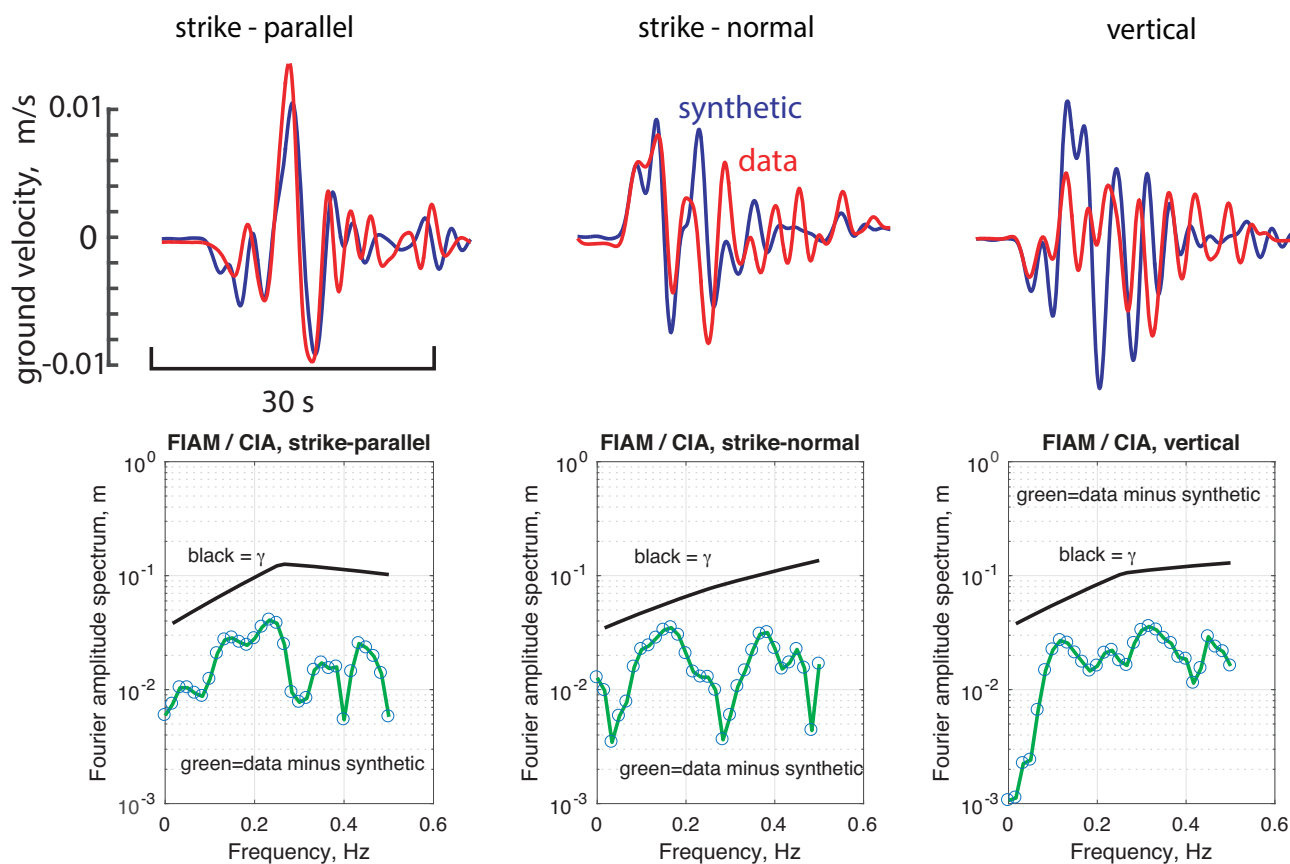 strike - parallel
strike - normal
vertical
ground velocity, m/s
0.01
0
-0.01
synthetic
data
30 s
FIAM / CIA, strike-parallel
Fourier amplitude spectrum, m
10^0
10^-1
10^-2
10^-3
black = γ
green=data minus synthetic
0 0.2 0.4 0.6
Frequency, Hz
FIAM / CIA, strike-normal
Fourier amplitude spectrum, m
10^0
10^-1
10^-2
10^-3
black = γ
green=data minus synthetic
0 0.2 0.4 0.6
Frequency, Hz
FIAM / CIA, vertical
Fourier amplitude spectrum, m
10^0
10^-1
10^-2
10^-3
green=data minus synthetic
black = γ
0 0.2 0.4 0.6
Frequency, Hz